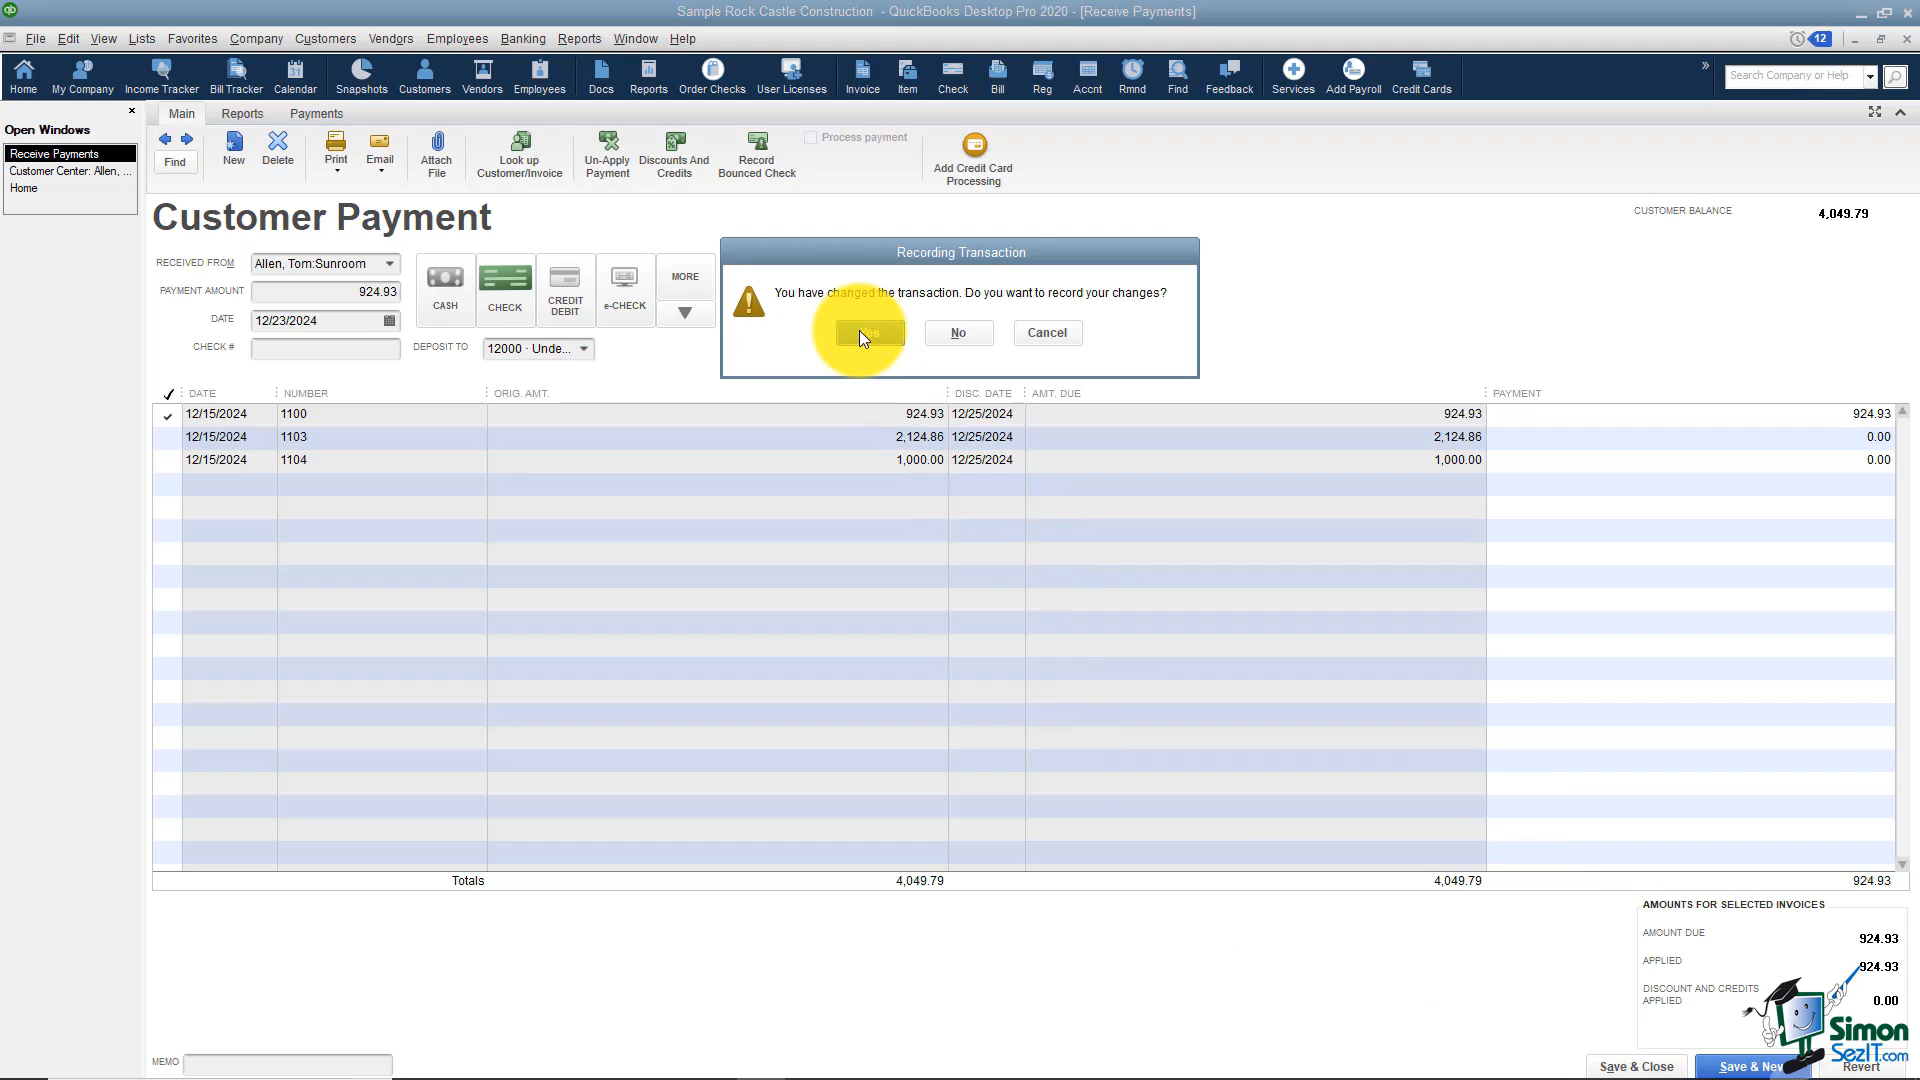 Sample Rock Castle Construction - QuickBooks Desktop Pro 2020 - [Receive Payments]
File Edit View Lists Favorites Company Customers Vendors Employees Banking Reports Window Help
12
Home My Company Income Tracker Bill Tracker Calendar Snapshots Customers Vendors Employees Docs Reports Order Checks User Licenses Invoice Item Check Bill Reg Accnt Rmnd Find Feedback Services Add Payroll Credit Cards
Search Company or Help
Open Windows
Receive Payments
Customer Center: Allen, ...
Home
Main Reports Payments
Find
New
Delete
Print
Email
Attach
File
Look up
Customer/Invoice
Un-Apply
Payment
Discounts And
Credits
Record
Bounced Check
Process payment
Add Credit Card
Processing
Customer Payment
CUSTOMER BALANCE 4,049.79
RECEIVED FROM Allen, Tom:Sunroom
PAYMENT AMOUNT 924.93
DATE 12/23/2024
CHECK #
CASH
CHECK
CREDIT
DEBIT
e-CHECK
MORE
DEPOSIT TO 12000 · Unde...
Recording Transaction
You have changed the transaction. Do you want to record your changes?
Yes No Cancel
DATE NUMBER ORIG. AMT. DISC. DATE AMT. DUE PAYMENT
12/15/2024 1100 924.93 12/25/2024 924.93 924.93
12/15/2024 1103 2,124.86 12/25/2024 2,124.86 0.00
12/15/2024 1104 1,000.00 12/25/2024 1,000.00 0.00
Totals 4,049.79 4,049.79 924.93
AMOUNTS FOR SELECTED INVOICES
AMOUNT DUE 924.93
APPLIED 924.93
DISCOUNT AND CREDITS
APPLIED 0.00
Simon
SezIT.com
MEMO
Save & Close Save & New Revert